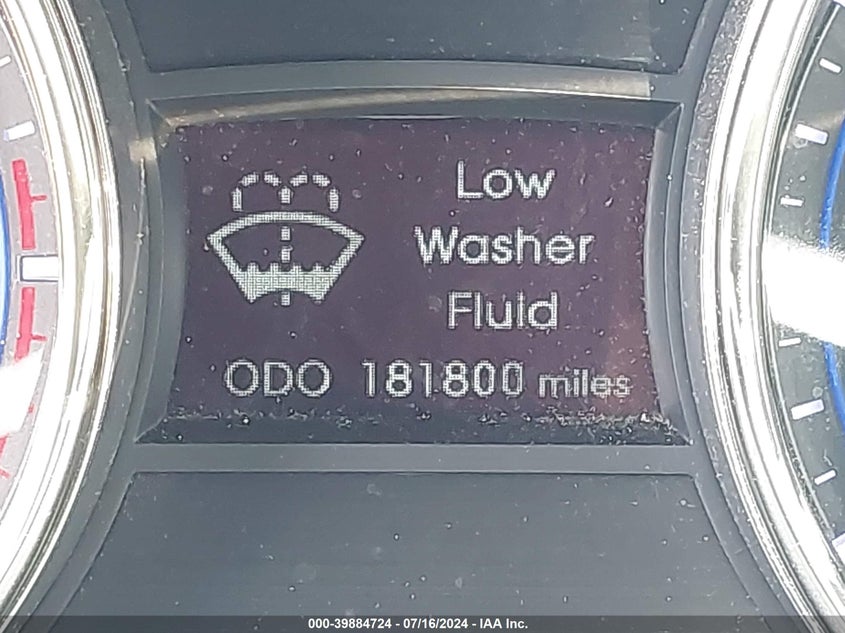 Low
Washer
Fluid
ODO 181800 miles
000-39884724 - 07/16/2024 - IAA Inc.